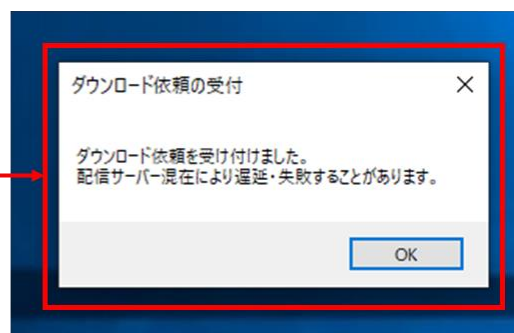 ダウンロード依頼の受付
ダウンロード依頼を受け付けました。
配信サーバー混在により遅延・失敗することがあります。
OK